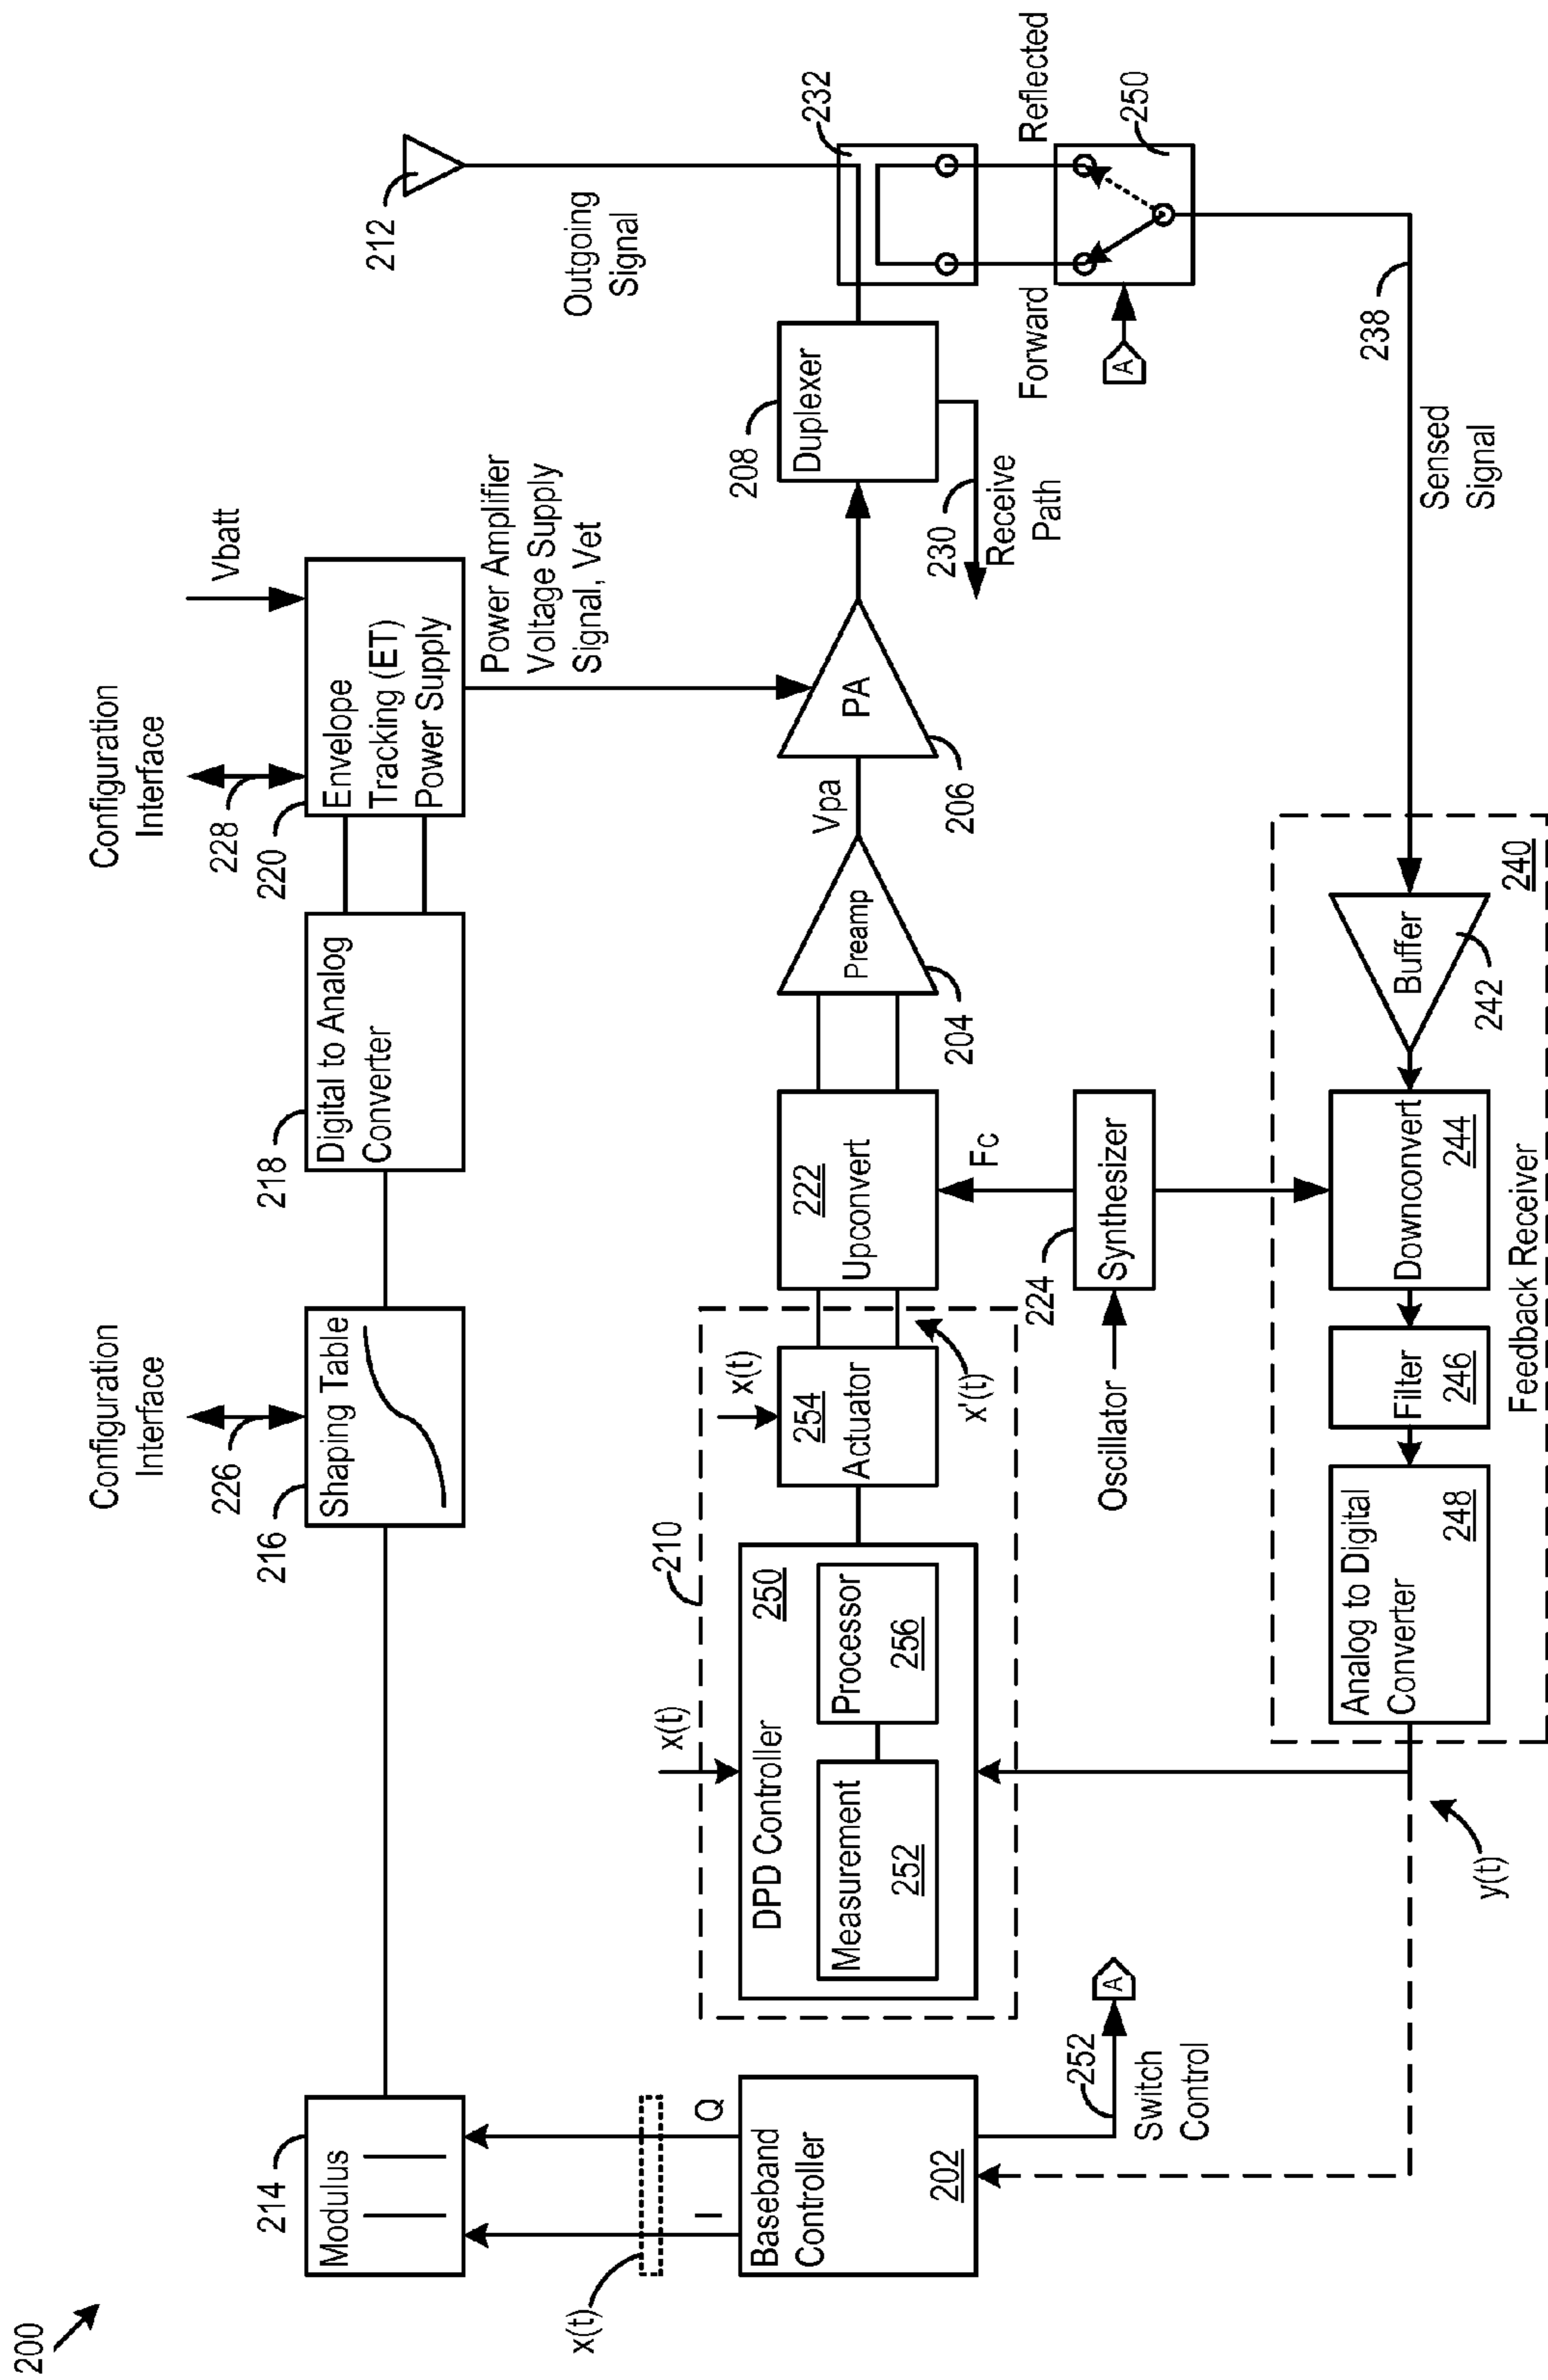 200
Configuration
Interface
Configuration
Interface
Vbatt
226
228
214
216
218
220
Modulus
| |
Shaping Table
Digital to Analog
Converter
Envelope
Tracking (ET)
Power Supply
212
Power Amplifier
Voltage Supply
Signal, Vet
Outgoing
Signal
x(t)
I
Q
x(t)
210
x(t)
208
232
Baseband
Controller
202
DPD Controller
250
Measurement
252
Processor
256
254
Actuator
222
Upconvert
Preamp
Vpa
PA
Duplexer
204
206
230
Receive
Path
x'(t)
Fc
Forward
Reflected
224
252
Switch
Control
A
Oscillator
Synthesizer
A
250
y(t)
Analog to Digital
Converter
248
Filter
246
Downconvert
244
Buffer
242
238
Sensed
Signal
240
Feedback Receiver